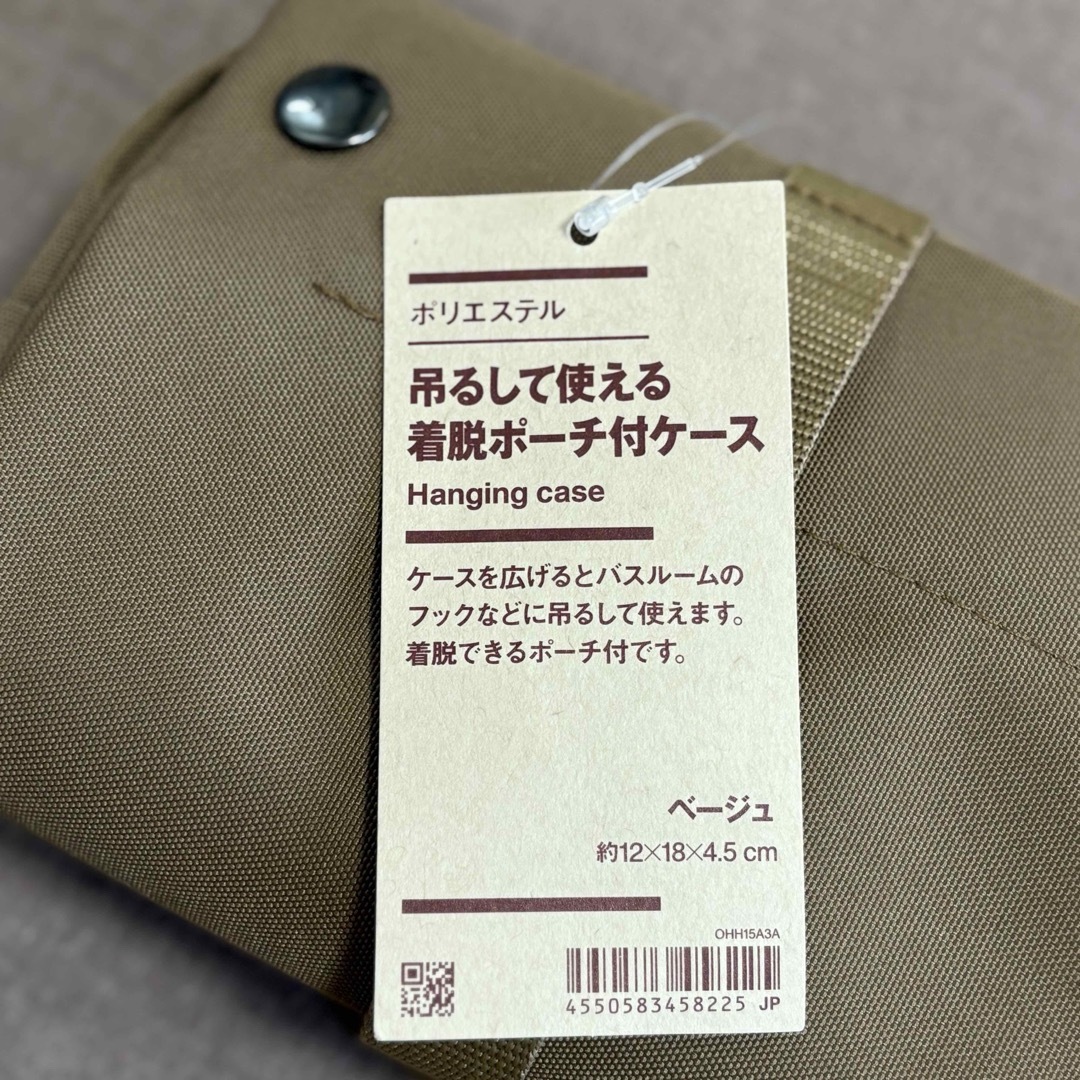 ポリエステル
吊るして使える
着脱ポーチ付ケース
Hanging case
ケースを広げるとバスルームの
フックなどに吊るして使えます。
着脱できるポーチ付です。
ベージュ
約12×18×4.5 cm
OHH15A3A
4550583458225 JP